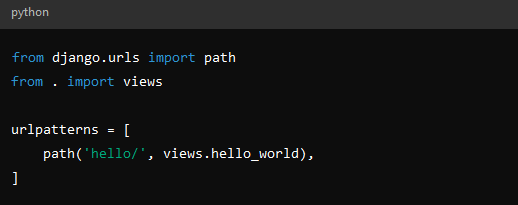 python
from django.urls import path
from . import views
urlpatterns = [
    path('hello/', views.hello_world),
]